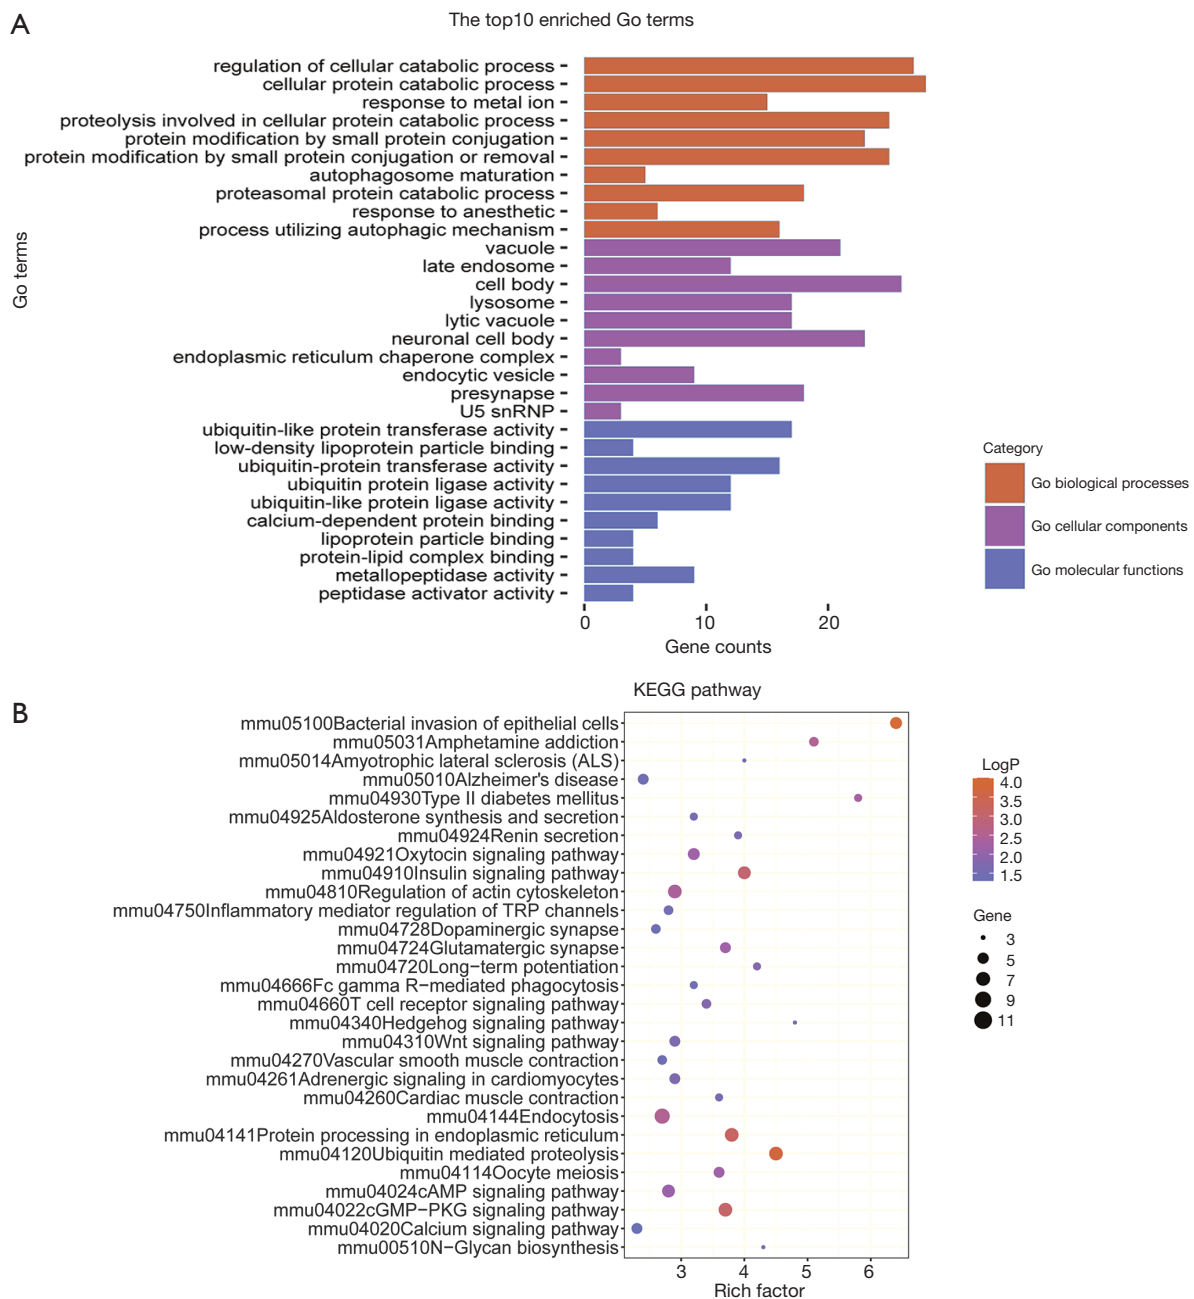 A
The top10 enriched Go terms
Go terms
regulation of cellular catabolic process
cellular protein catabolic process
response to metal ion
proteolysis involved in cellular protein catabolic process
protein modification by small protein conjugation
protein modification by small protein conjugation or removal
autophagosome maturation
proteasomal protein catabolic process
response to anesthetic
process utilizing autophagic mechanism
vacuole
late endosome
cell body
lysosome
lytic vacuole
neuronal cell body
endoplasmic reticulum chaperone complex
endocytic vesicle
presynapse
U5 snRNP
ubiquitin-like protein transferase activity
low-density lipoprotein particle binding
ubiquitin-protein transferase activity
ubiquitin protein ligase activity
ubiquitin-like protein ligase activity
calcium-dependent protein binding
lipoprotein particle binding
protein-lipid complex binding
metallopeptidase activity
peptidase activator activity
0 10 20
Gene counts
Category
Go biological processes
Go cellular components
Go molecular functions
B
KEGG pathway
mmu05100Bacterial invasion of epithelial cells
mmu05031Amphetamine addiction
mmu05014Amyotrophic lateral sclerosis (ALS)
mmu05010Alzheimer's disease
mmu04930Type II diabetes mellitus
mmu04925Aldosterone synthesis and secretion
mmu04924Renin secretion
mmu04921Oxytocin signaling pathway
mmu04910Insulin signaling pathway
mmu04810Regulation of actin cytoskeleton
mmu04750Inflammatory mediator regulation of TRP channels
mmu04728Dopaminergic synapse
mmu04724Glutamatergic synapse
mmu04720Long−term potentiation
mmu04666Fc gamma R−mediated phagocytosis
mmu04660T cell receptor signaling pathway
mmu04340Hedgehog signaling pathway
mmu04310Wnt signaling pathway
mmu04270Vascular smooth muscle contraction
mmu04261Adrenergic signaling in cardiomyocytes
mmu04260Cardiac muscle contraction
mmu04144Endocytosis
mmu04141Protein processing in endoplasmic reticulum
mmu04120Ubiquitin mediated proteolysis
mmu04114Oocyte meiosis
mmu04024cAMP signaling pathway
mmu04022cGMP−PKG signaling pathway
mmu04020Calcium signaling pathway
mmu00510N−Glycan biosynthesis
3 4 5 6
Rich factor
LogP
4.0
3.5
3.0
2.5
2.0
1.5
Gene
3
5
7
9
11